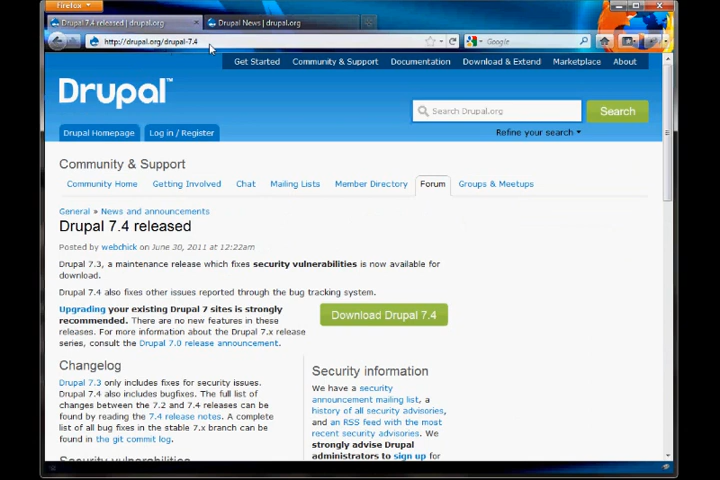 Firefox
Drupal 7.4 released | drupal.org
Drupal News | drupal.org
http://drupal.org/drupal-7.4
Google
Get Started Community & Support Documentation Download & Extend Marketplace About
Drupal™
Search Drupal.org
Search
Refine your search
Drupal Homepage Log in / Register
Community & Support
Community Home Getting Involved Chat Mailing Lists Member Directory Forum Groups & Meetups
General » News and announcements
Drupal 7.4 released
Posted by webchick on June 30, 2011 at 12:22am
Drupal 7.3, a maintenance release which fixes security vulnerabilities is now available for
download.
Drupal 7.4 also fixes other issues reported through the bug tracking system.
Upgrading your existing Drupal 7 sites is strongly
recommended. There are no new features in these
releases. For more information about the Drupal 7.x release
series, consult the Drupal 7.0 release announcement.
Download Drupal 7.4
Changelog
Drupal 7.3 only includes fixes for security issues.
Drupal 7.4 also includes bugfixes. The full list of
changes between the 7.2 and 7.4 releases can be
found by reading the 7.4 release notes. A complete
list of all bug fixes in the stable 7.x branch can be
found in the git commit log.
Security vulnerabilities
Security information
We have a security
announcement mailing list, a
history of all security advisories,
and an RSS feed with the most
recent security advisories. We
strongly advise Drupal
administrators to sign up for